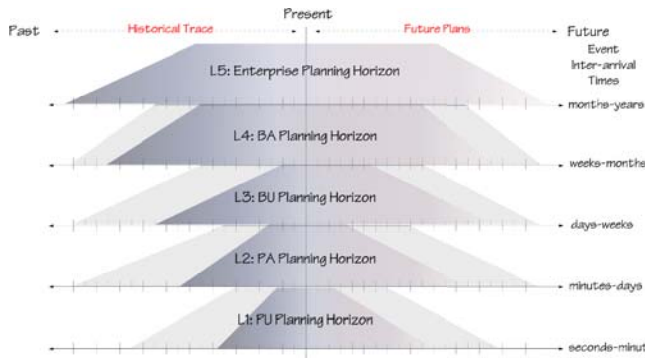 Present
Past
Historical Trace
Future Plans
Future
Event
Inter-arrival
Times
L5: Enterprise Planning Horizon
months-years
L4: BA Planning Horizon
weeks-months
L3: BU Planning Horizon
days-weeks
L2: PA Planning Horizon
minutes-days
L1: PU Planning Horizon
seconds-minut